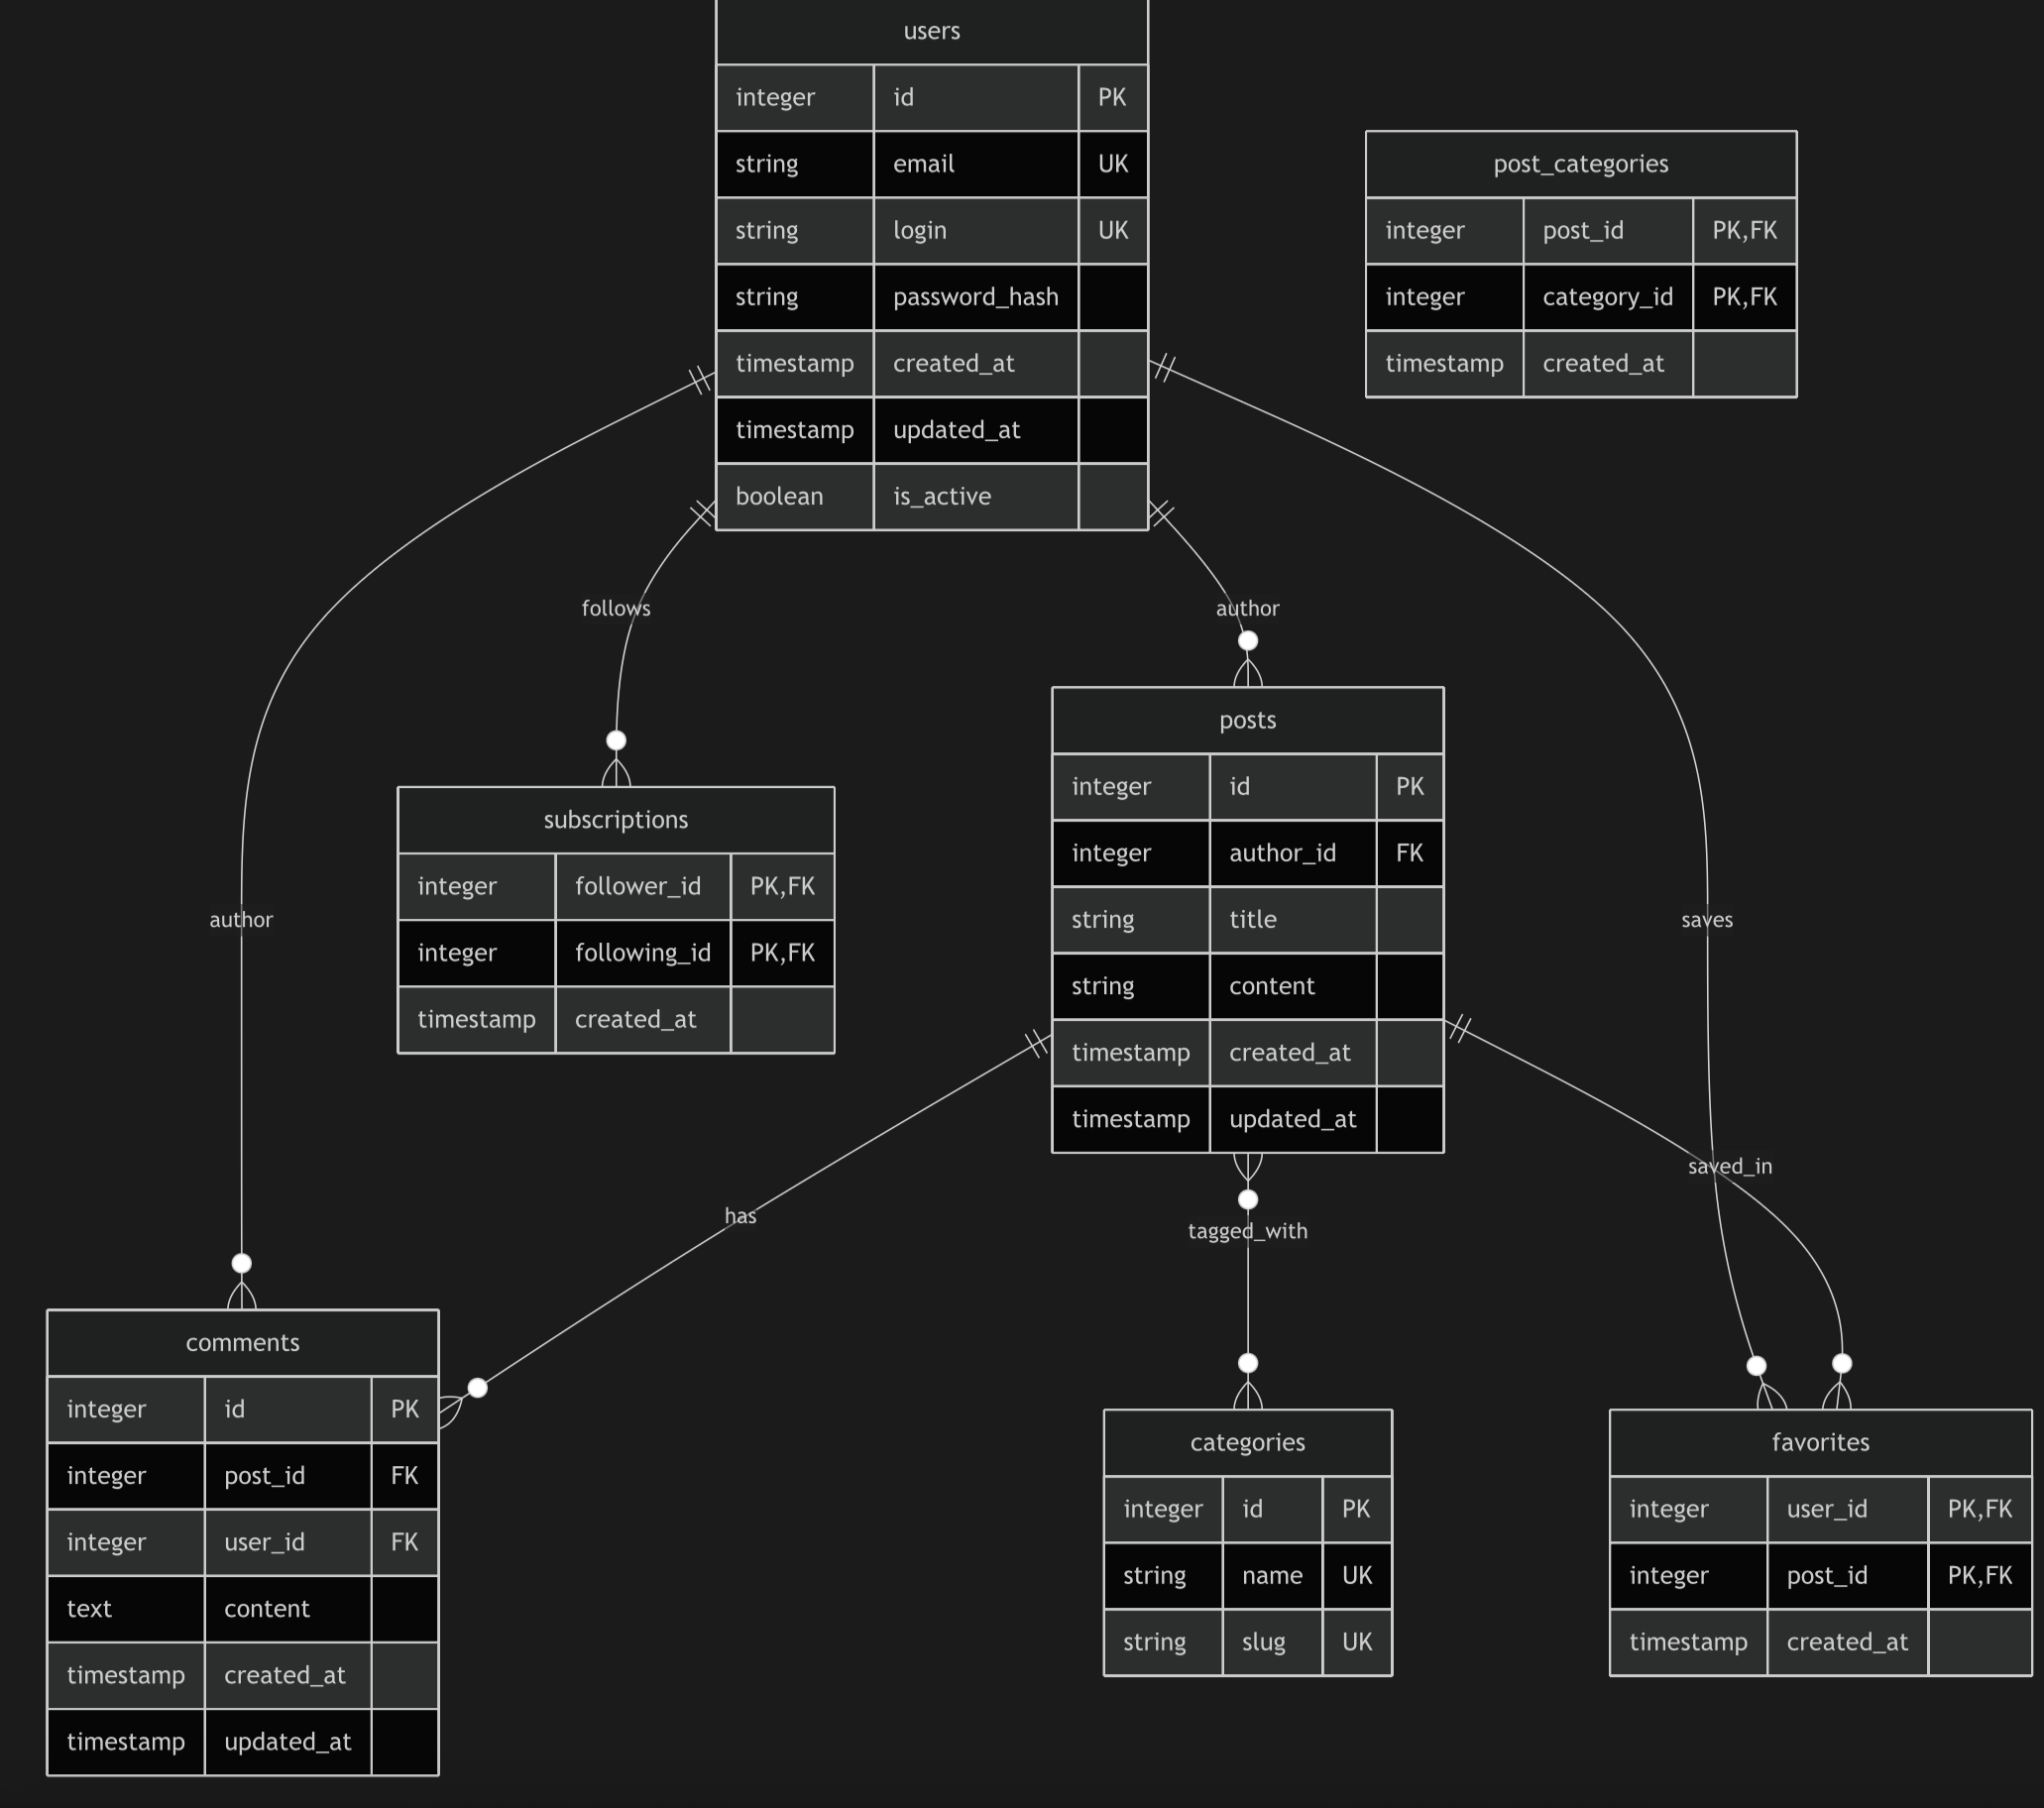 users
integer id PK
string email UK
string login UK
string password_hash
timestamp created_at
timestamp updated_at
boolean is_active
post_categories
integer post_id PK,FK
integer category_id PK,FK
timestamp created_at
follows
author
posts
integer id PK
integer author_id FK
string title
string content
timestamp created_at
timestamp updated_at
subscriptions
integer follower_id PK,FK
integer following_id PK,FK
timestamp created_at
author
saves
saved_in
has
tagged_with
comments
integer id PK
integer post_id FK
integer user_id FK
text content
timestamp created_at
timestamp updated_at
categories
integer id PK
string name UK
string slug UK
favorites
integer user_id PK,FK
integer post_id PK,FK
timestamp created_at